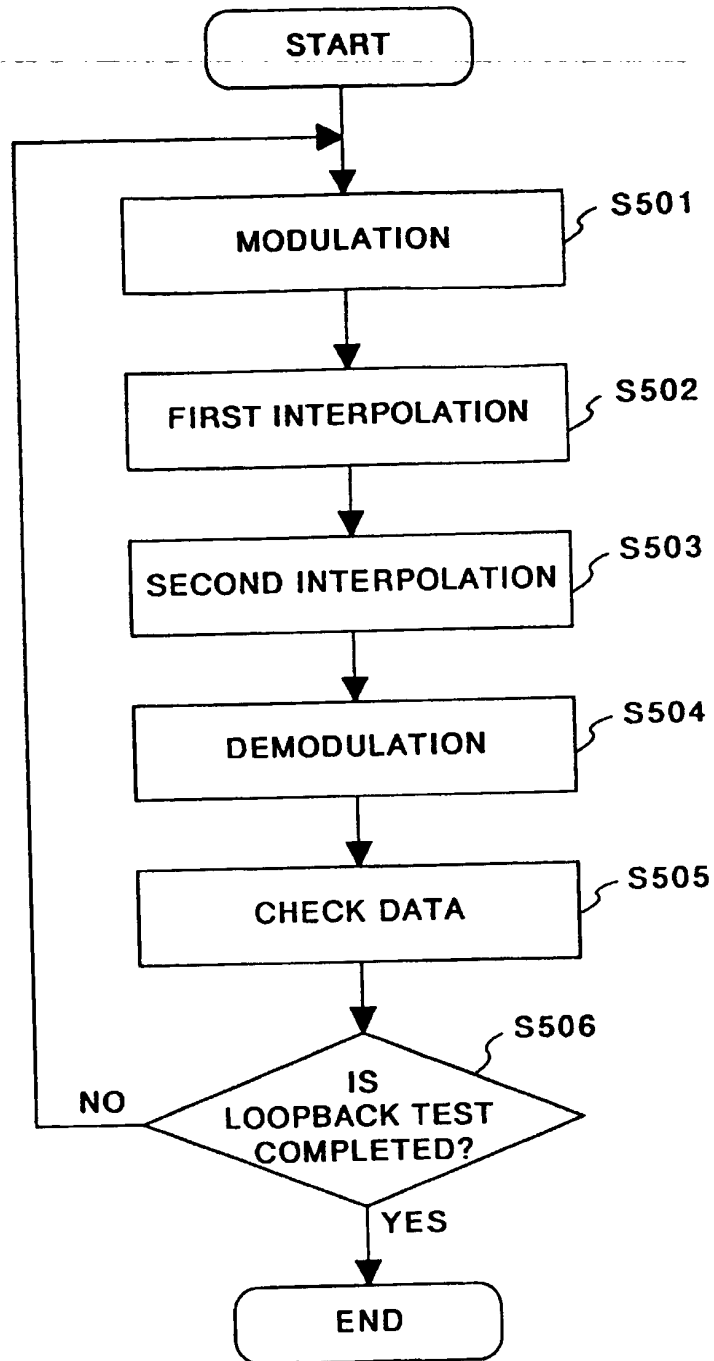 START
MODULATION
S501
FIRST INTERPOLATION
S502
SECOND INTERPOLATION
S503
DEMODULATION
S504
CHECK DATA
S505
S506
IS
LOOPBACK TEST
COMPLETED?
NO
YES
END